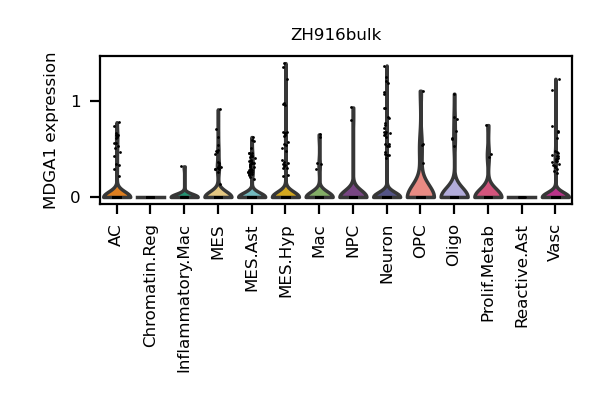 ZH916bulk
MDGA1 expression
1
0
AC
Chromatin.Reg
Inflammatory.Mac
MES
MES.Ast
MES.Hyp
Mac
NPC
Neuron
OPC
Oligo
Prolif.Metab
Reactive.Ast
Vasc